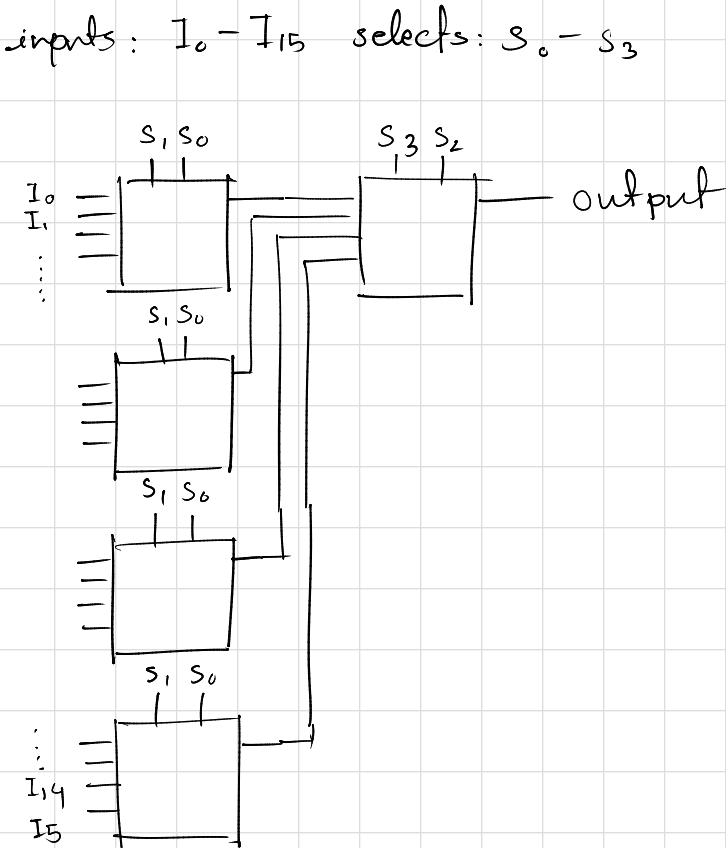 inputs: I₀ - I₁₅ selects: S₀ - S₃
S₁ S₀
S₃ S₂
I₀
I₁
output
S₁ S₀
S₁ S₀
S₁ S₀
I₁₄
I5